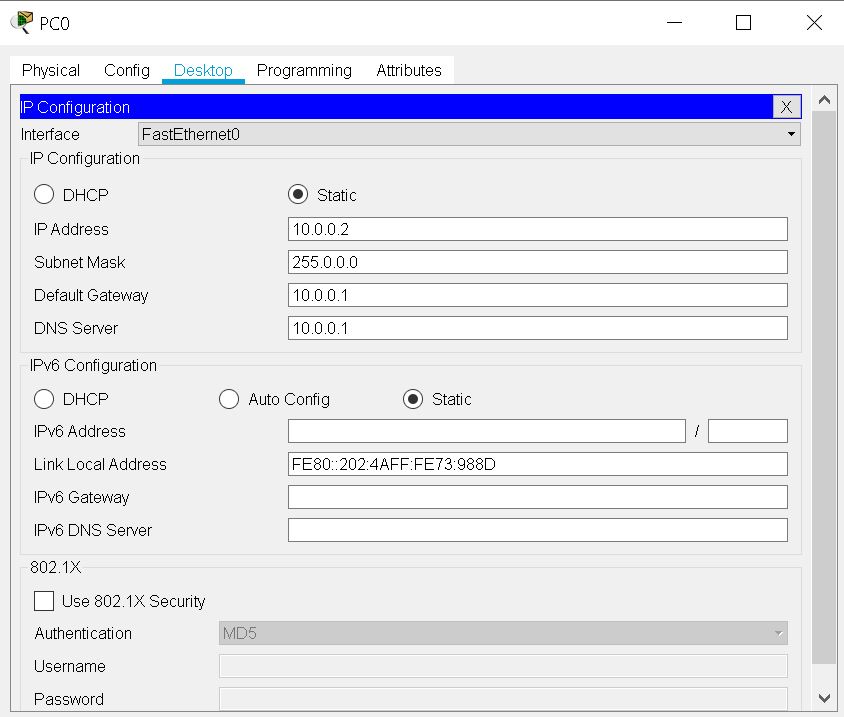 PC0
Physical Config Desktop Programming Attributes
IP Configuration X
Interface FastEthernet0
IP Configuration
DHCP Static
IP Address 10.0.0.2
Subnet Mask 255.0.0.0
Default Gateway 10.0.0.1
DNS Server 10.0.0.1
IPv6 Configuration
DHCP Auto Config Static
IPv6 Address /
Link Local Address FE80::202:4AFF:FE73:988D
IPv6 Gateway
IPv6 DNS Server
802.1X
Use 802.1X Security
Authentication MD5
Username
Password